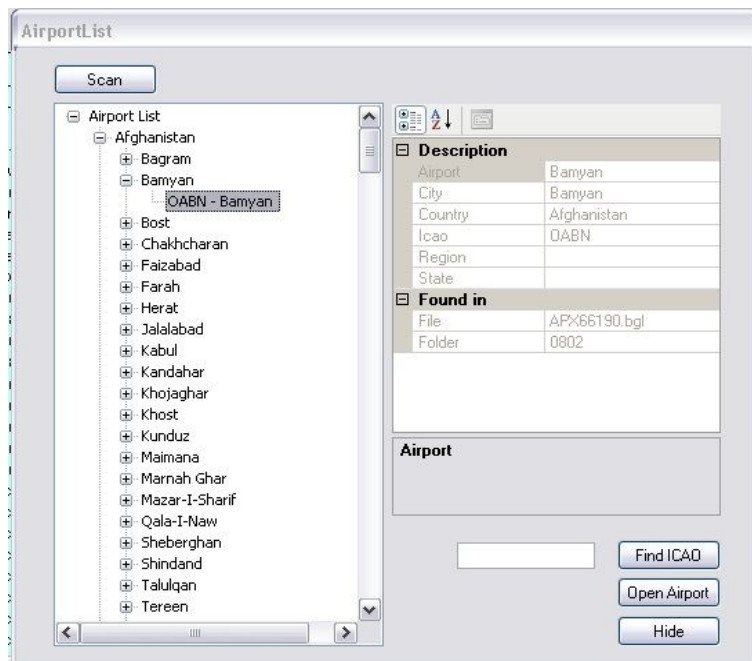 AirportList
Scan
Airport List
Afghanistan
Bagram
Bamyan
OABN - Bamyan
Bost
Chakhcharan
Faizabad
Farah
Herat
Jalalabad
Kabul
Kandahar
Khojaghar
Khost
Kunduz
Maimana
Marnah Ghar
Mazar-I-Sharif
Qala-I-Naw
Sheberghan
Shindand
Talulqan
Tereen
Description
Airport Bamyan
City Bamyan
Country Afghanistan
Icao OABN
Region
State
Found in
File APX66190.bgl
Folder 0802
Airport
Find ICAO
Open Airport
Hide